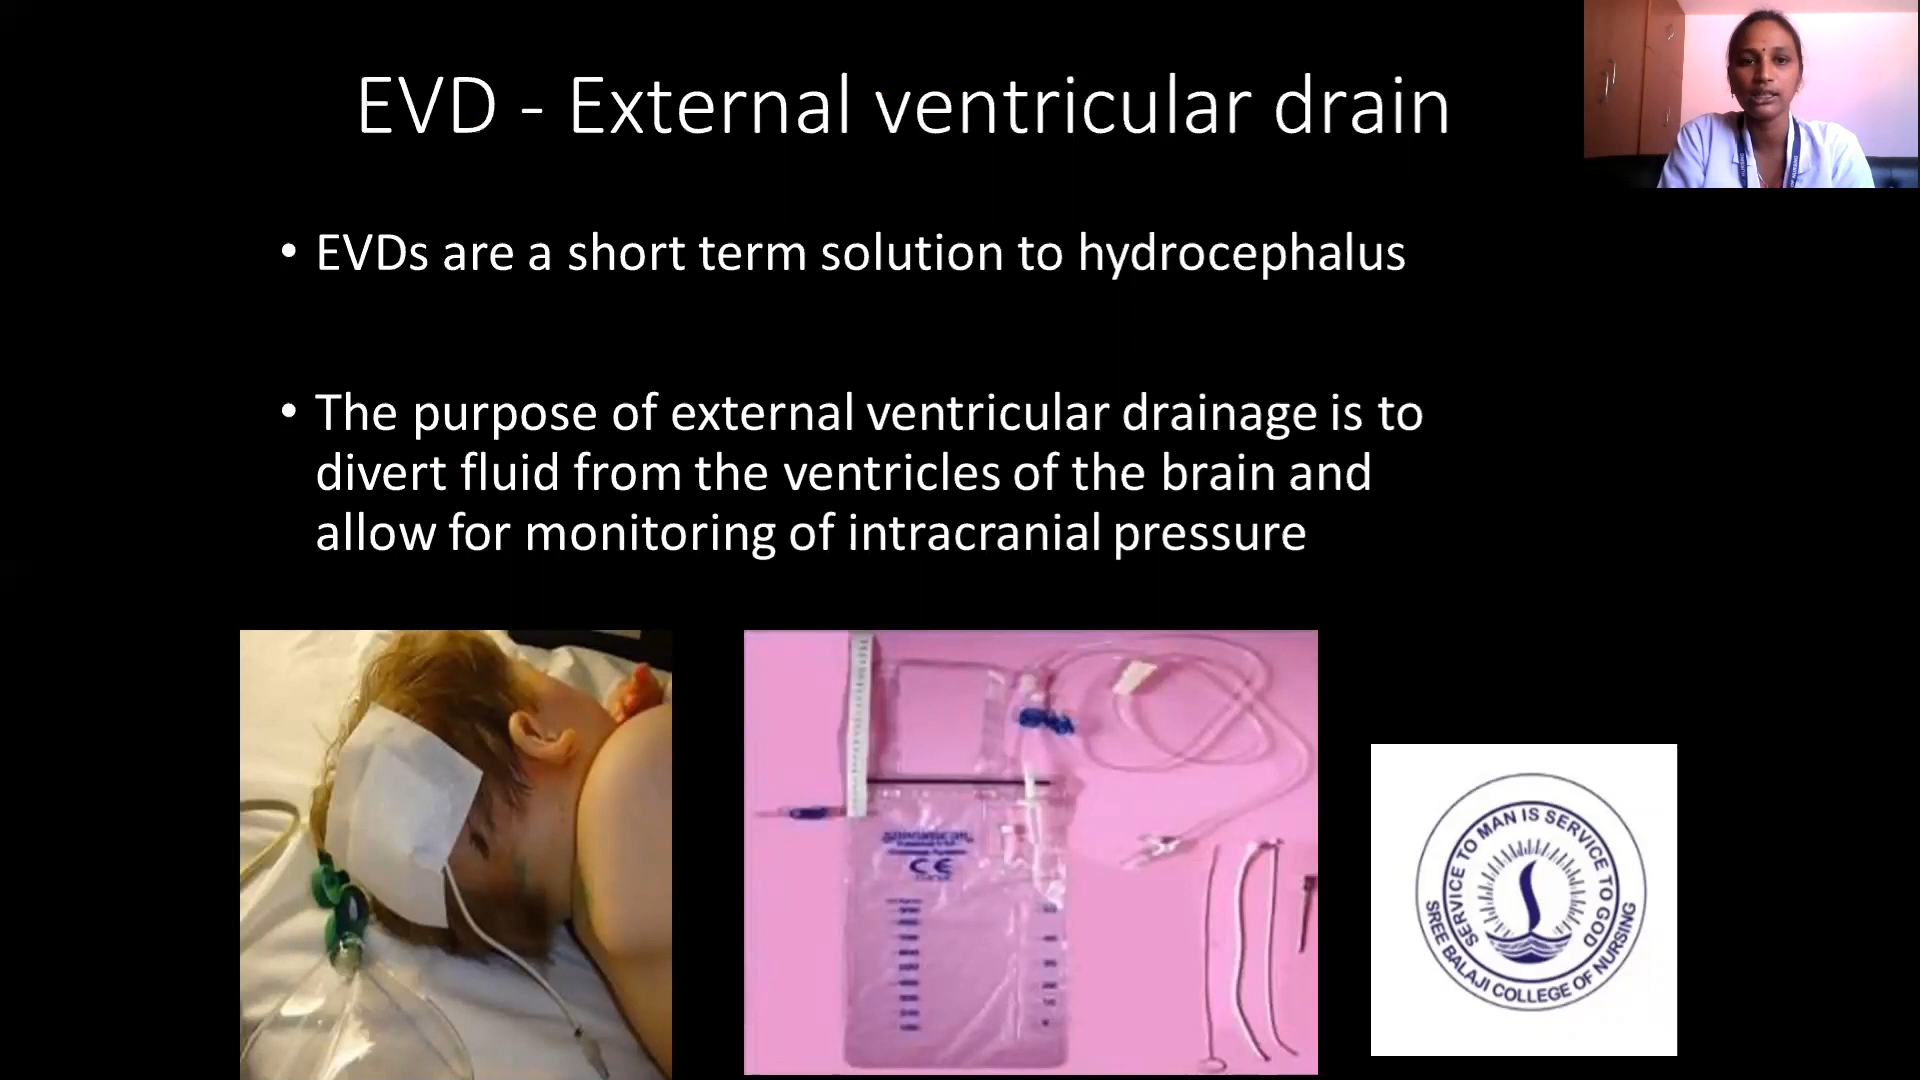 EVD - External ventricular drain
• EVDs are a short term solution to hydrocephalus
• The purpose of external ventricular drainage is to
divert fluid from the ventricles of the brain and
allow for monitoring of intracranial pressure
CE
SERVICE TO MAN IS SERVICE TO GOD
SREE BALAJI COLLEGE OF NURSING